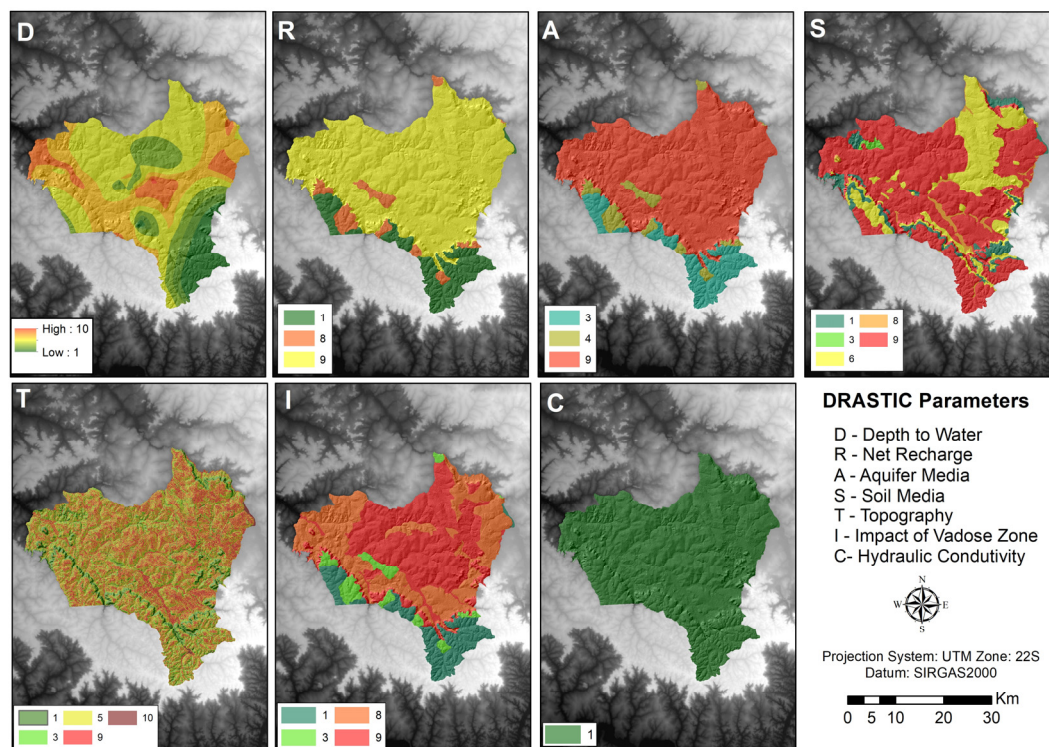 D
High : 10
Low : 1
R
1
8
9
A
3
4
9
S
1 8
3 9
6
T
1 5 10
3 9
I
1 8
3 9
C
1
DRASTIC Parameters
D - Depth to Water
R - Net Recharge
A - Aquifer Media
S - Soil Media
T - Topography
I - Impact of Vadose Zone
C- Hydraulic Condutivity
N
W E
S
Projection System: UTM Zone: 22S
Datum: SIRGAS2000
Km
0 5 10 20 30